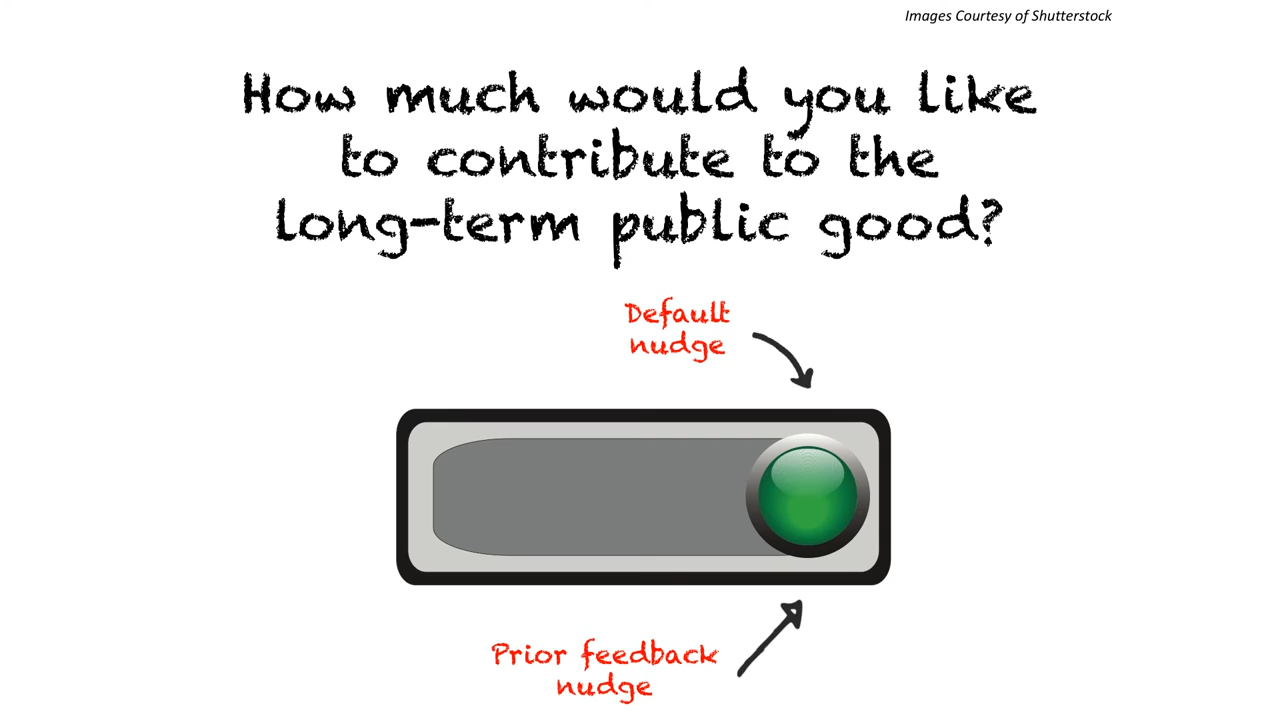 Images Courtesy of Shutterstock
How much would you like
to contribute to the
long-term public good?
Default
nudge
Prior feedback
nudge